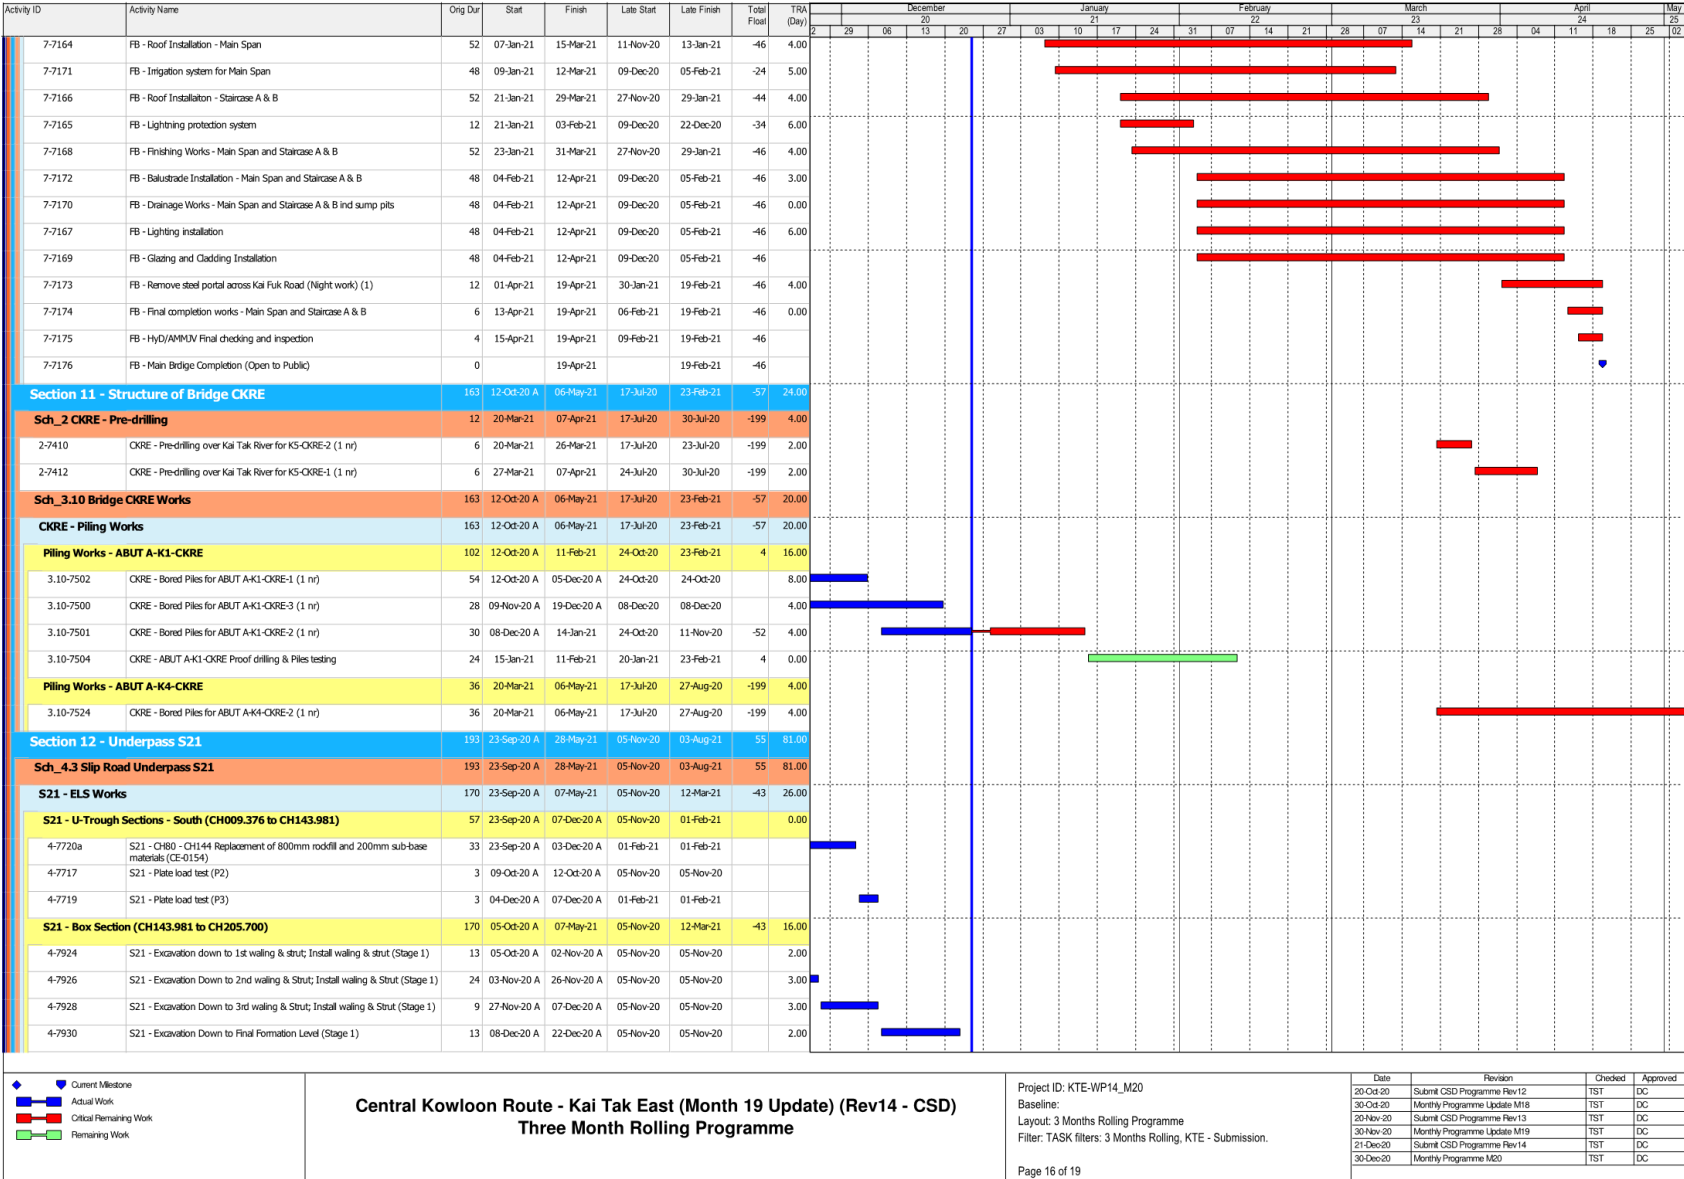 Activity ID Activity Name Orig Dur Start Finish Late Start Late Finish Total Float TRA (Day) December January February March April May
20 21 22 23 24 25
2 29 06 13 20 27 03 10 17 24 31 07 14 21 28 07 14 21 28 04 11 18 25 02
7-7164 FB - Roof Installation - Main Span 52 07-Jan-21 15-Mar-21 11-Nov-20 13-Jan-21 -46 4.00
7-7171 FB - Irrigation system for Main Span 48 09-Jan-21 12-Mar-21 09-Dec-20 05-Feb-21 -24 5.00
7-7166 FB - Roof Installaiton - Staircase A & B 52 21-Jan-21 29-Mar-21 27-Nov-20 29-Jan-21 -44 4.00
7-7165 FB - Lightning protection system 12 21-Jan-21 03-Feb-21 09-Dec-20 22-Dec-20 -34 6.00
7-7168 FB - Finishing Works - Main Span and Staircase A & B 52 23-Jan-21 31-Mar-21 27-Nov-20 29-Jan-21 -46 4.00
7-7172 FB - Balustrade Installation - Main Span and Staircase A & B 48 04-Feb-21 12-Apr-21 09-Dec-20 05-Feb-21 -46 3.00
7-7170 FB - Drainage Works - Main Span and Staircase A & B ind sump pits 48 04-Feb-21 12-Apr-21 09-Dec-20 05-Feb-21 -46 0.00
7-7167 FB - Lighting installation 48 04-Feb-21 12-Apr-21 09-Dec-20 05-Feb-21 -46 6.00
7-7169 FB - Glazing and Cladding Installation 48 04-Feb-21 12-Apr-21 09-Dec-20 05-Feb-21 -46
7-7173 FB - Remove steel portal across Kai Fuk Road (Night work) (1) 12 01-Apr-21 19-Apr-21 30-Jan-21 19-Feb-21 -46 4.00
7-7174 FB - Final completion works - Main Span and Staircase A & B 6 13-Apr-21 19-Apr-21 06-Feb-21 19-Feb-21 -46 0.00
7-7175 FB - HyD/AMMJV Final checking and inspection 4 15-Apr-21 19-Apr-21 09-Feb-21 19-Feb-21 -46
7-7176 FB - Main Brdige Completion (Open to Public) 0 19-Apr-21 19-Feb-21 -46
Section 11 - Structure of Bridge CKRE 163 12-Oct-20 A 06-May-21 17-Jul-20 23-Feb-21 -57 24.00
Sch_2 CKRE - Pre-drilling 12 20-Mar-21 07-Apr-21 17-Jul-20 30-Jul-20 -199 4.00
2-7410 CKRE - Pre-drilling over Kai Tak River for K5-CKRE-2 (1 nr) 6 20-Mar-21 26-Mar-21 17-Jul-20 23-Jul-20 -199 2.00
2-7412 CKRE - Pre-drilling over Kai Tak River for K5-CKRE-1 (1 nr) 6 27-Mar-21 07-Apr-21 24-Jul-20 30-Jul-20 -199 2.00
Sch_3.10 Bridge CKRE Works 163 12-Oct-20 A 06-May-21 17-Jul-20 23-Feb-21 -57 20.00
CKRE - Piling Works 163 12-Oct-20 A 06-May-21 17-Jul-20 23-Feb-21 -57 20.00
Piling Works - ABUT A-K1-CKRE 102 12-Oct-20 A 11-Feb-21 24-Oct-20 23-Feb-21 4 16.00
3.10-7502 CKRE - Bored Piles for ABUT A-K1-CKRE-1 (1 nr) 54 12-Oct-20 A 05-Dec-20 A 24-Oct-20 24-Oct-20 8.00
3.10-7500 CKRE - Bored Piles for ABUT A-K1-CKRE-3 (1 nr) 28 09-Nov-20 A 19-Dec-20 A 08-Dec-20 08-Dec-20 4.00
3.10-7501 CKRE - Bored Piles for ABUT A-K1-CKRE-2 (1 nr) 30 08-Dec-20 A 14-Jan-21 24-Oct-20 11-Nov-20 -52 4.00
3.10-7504 CKRE - ABUT A-K1-CKRE Proof drilling & Piles testing 24 15-Jan-21 11-Feb-21 20-Jan-21 23-Feb-21 4 0.00
Piling Works - ABUT A-K4-CKRE 36 20-Mar-21 06-May-21 17-Jul-20 27-Aug-20 -199 4.00
3.10-7524 CKRE - Bored Piles for ABUT A-K4-CKRE-2 (1 nr) 36 20-Mar-21 06-May-21 17-Jul-20 27-Aug-20 -199 4.00
Section 12 - Underpass S21 193 23-Sep-20 A 28-May-21 05-Nov-20 03-Aug-21 55 81.00
Sch_4.3 Slip Road Underpass S21 193 23-Sep-20 A 28-May-21 05-Nov-20 03-Aug-21 55 81.00
S21 - ELS Works 170 23-Sep-20 A 07-May-21 05-Nov-20 12-Mar-21 -43 26.00
S21 - U-Trough Sections - South (CH009.376 to CH143.981) 57 23-Sep-20 A 07-Dec-20 A 05-Nov-20 01-Feb-21 0.00
4-7720a S21 - CH80 - CH144 Replacement of 800mm rockfill and 200mm sub-base materials (CE-0154) 33 23-Sep-20 A 03-Dec-20 A 01-Feb-21 01-Feb-21
4-7717 S21 - Plate load test (P2) 3 09-Oct-20 A 12-Oct-20 A 05-Nov-20 05-Nov-20
4-7719 S21 - Plate load test (P3) 3 04-Dec-20 A 07-Dec-20 A 01-Feb-21 01-Feb-21
S21 - Box Section (CH143.981 to CH205.700) 170 05-Oct-20 A 07-May-21 05-Nov-20 12-Mar-21 -43 16.00
4-7924 S21 - Excavation down to 1st waling & strut; Install waling & strut (Stage 1) 13 05-Oct-20 A 02-Nov-20 A 05-Nov-20 05-Nov-20 2.00
4-7926 S21 - Excavation Down to 2nd waling & Strut; Install waling & Strut (Stage 1) 24 03-Nov-20 A 26-Nov-20 A 05-Nov-20 05-Nov-20 3.00
4-7928 S21 - Excavation Down to 3rd waling & Strut; Install waling & Strut (Stage 1) 9 27-Nov-20 A 07-Dec-20 A 05-Nov-20 05-Nov-20 3.00
4-7930 S21 - Excavation Down to Final Formation Level (Stage 1) 13 08-Dec-20 A 22-Dec-20 A 05-Nov-20 05-Nov-20 2.00
Current Milestone
Actual Work
Critical Remaining Work
Remaining Work
Central Kowloon Route - Kai Tak East (Month 19 Update) (Rev14 - CSD)
Three Month Rolling Programme
Project ID: KTE-WP14_M20
Baseline:
Layout: 3 Months Rolling Programme
Filter: TASK filters: 3 Months Rolling, KTE - Submission.
Page 16 of 19
Date Revision Checked Approved
20-Oct-20 Submit CSD Programme Rev12 TST DC
30-Oct-20 Monthly Programme Update M18 TST DC
20-Nov-20 Submit CSD Programme Rev13 TST DC
30-Nov-20 Monthly Programme Update M19 TST DC
21-Dec-20 Submit CSD Programme Rev14 TST DC
30-Dec-20 Monthly Programme M20 TST DC